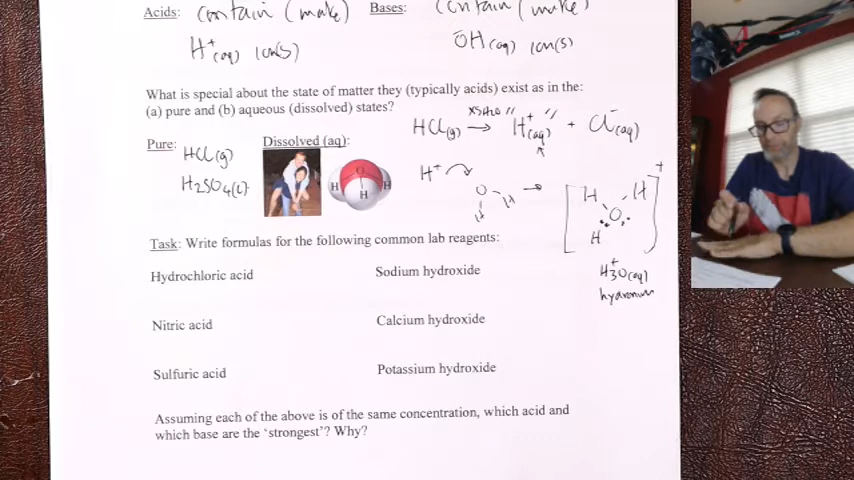 Acids: contain (make) Bases: contain (make)
H⁺(aq) ion(s) OH⁻(aq) ion(s)
What is special about the state of matter they (typically acids) exist as in the:
(a) pure and (b) aqueous (dissolved) states?
HCl(g) → XSH2O "H⁺(aq)" + Cl⁻(aq)
Pure: HCl(g) Dissolved (aq):
H2SO4(l)
H H H
H⁺ O H H → [H H O H]⁺
Task: Write formulas for the following common lab reagents:
H3O⁺(aq)
hydronium
Hydrochloric acid Sodium hydroxide
Nitric acid Calcium hydroxide
Sulfuric acid Potassium hydroxide
Assuming each of the above is of the same concentration, which acid and
which base are the ‘strongest’? Why?